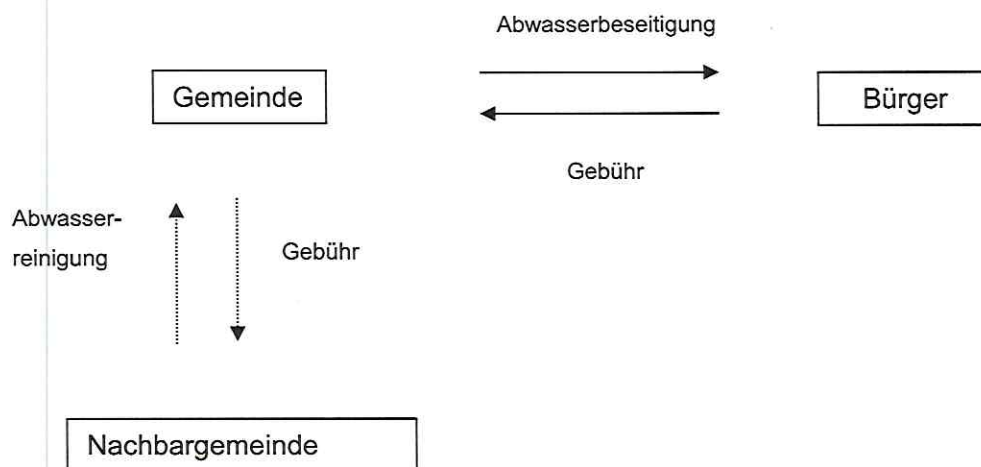 Abwasserbeseitigung
Gemeinde
Bürger
Gebühr
Abwasser-
reinigung
Gebühr
Nachbargemeinde